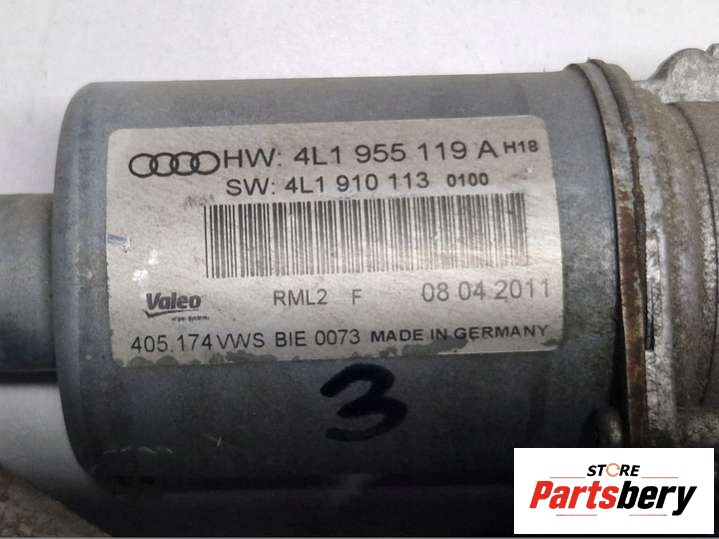 HW: 4L1 955 119 A H18
SW: 4L1 910 113 0100
Valeo
RML2 F 08 04 2011
405.174 VWS BIE 0073 MADE IN GERMANY
3
STORE
Partsbery